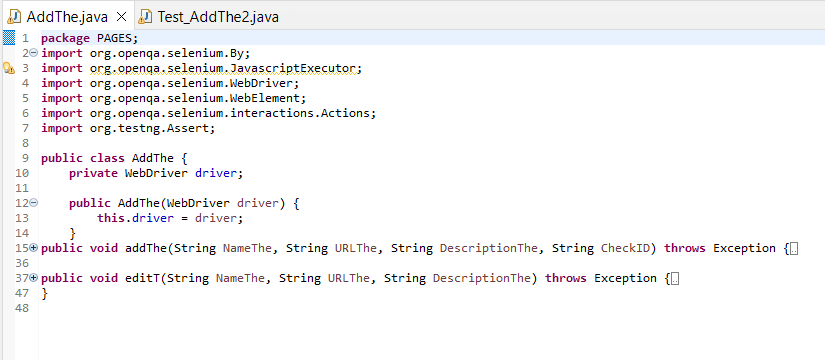 AddThe.java Test_AddThe2.java
1 package PAGES;
2 import org.openqa.selenium.By;
3 import org.openqa.selenium.JavascriptExecutor;
4 import org.openqa.selenium.WebDriver;
5 import org.openqa.selenium.WebElement;
6 import org.openqa.selenium.interactions.Actions;
7 import org.testng.Assert;
8
9 public class AddThe {
10 private WebDriver driver;
11
12 public AddThe(WebDriver driver) {
13 this.driver = driver;
14 }
15 public void addThe(String NameThe, String URLThe, String DescriptionThe, String CheckID) throws Exception {
36
37 public void editT(String NameThe, String URLThe, String DescriptionThe) throws Exception {
47 }
48